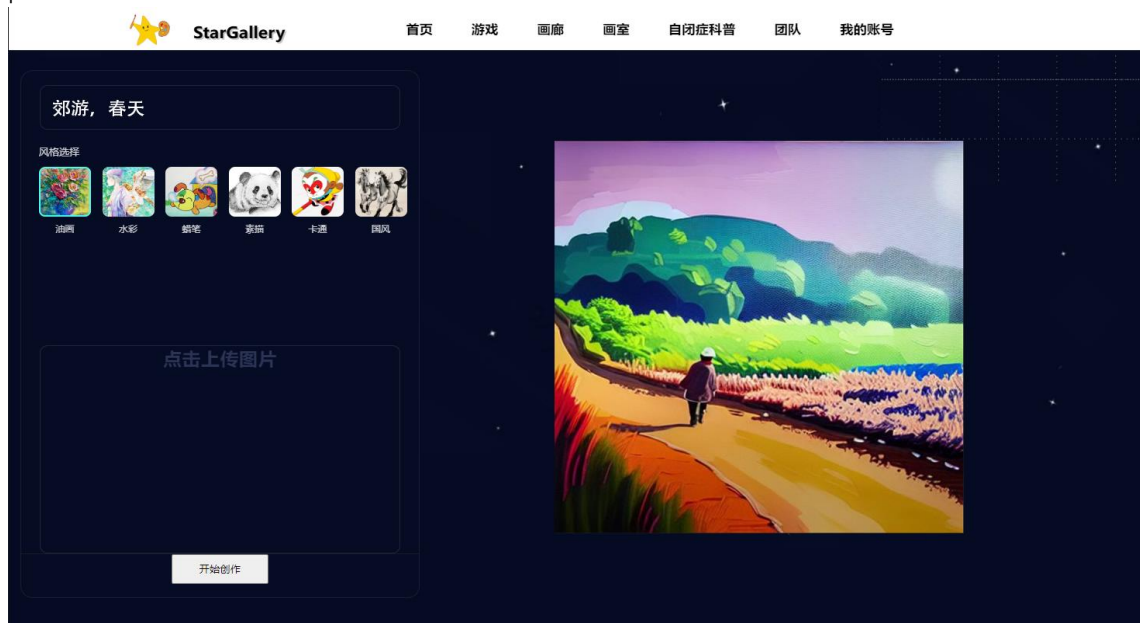 StarGallery 首页 游戏 画廊 画室 自闭症科普 团队 我的账号
郊游，春天
风格选择
油画 水彩 蜡笔 素描 卡通 国风
点击上传图片
开始创作